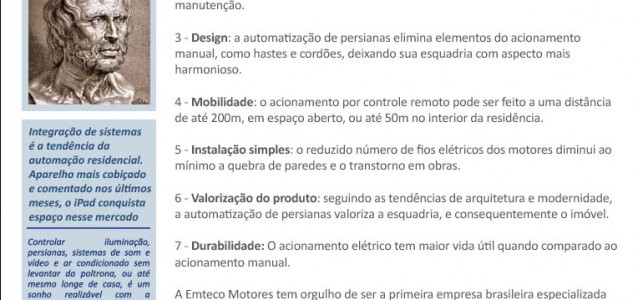 manutenção.
3 - Design: a automatização de persianas elimina elementos do acionamento
manual, como hastes e cordões, deixando sua esquadria com aspecto mais
harmonioso.
4 - Mobilidade: o acionamento por controle remoto pode ser feito a uma distância
de até 200m, em espaço aberto, ou até 50m no interior da residência.
5 - Instalação simples: o reduzido número de fios elétricos dos motores diminui ao
mínimo a quebra de paredes e o transtorno em obras.
6 - Valorização do produto: seguindo as tendências de arquitetura e modernidade,
a automatização de persianas valoriza a esquadria, e consequentemente o imóvel.
7 - Durabilidade: O acionamento elétrico tem maior vida útil quando comparado ao
acionamento manual.
A Emteco Motores tem orgulho de ser a primeira empresa brasileira especializada
Integração de sistemas
é a tendência da
automação residencial.
Aparelho mais cobiçado
e comentado nos últimos
meses, o iPad conquista
espaço nesse mercado
Controlar iluminação,
persianas, sistemas de som e
vídeo e ar condicionado sem
levantar da poltrona, ou até
mesmo longe de casa, é um
sonho realizável com a